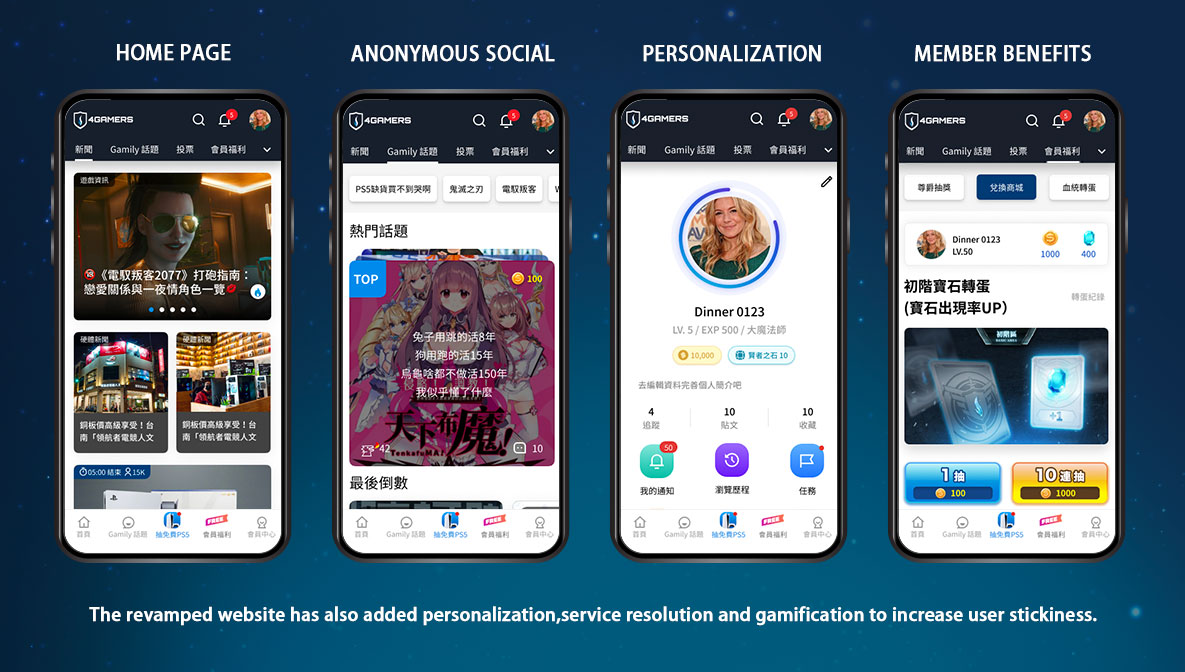 HOME PAGE
ANONYMOUS SOCIAL
PERSONALIZATION
MEMBER BENEFITS
4GAMERS
5
新聞 Gamily 話題 投票 會員福利
遊戲資訊
🔞《電馭叛客2077》打砲指南：
戀愛關係與一夜情角色一覽💋
硬體新聞
銅板價高級享受！台
南「領航者電競人文
硬體新聞
銅板價高級享受！台
南「領航者電競人文
05:00 結束 15K
首頁 Gamily 話題 抽免費PS5 會員福利 會員中心
4GAMERS
5
新聞 Gamily 話題 投票 會員福利
PS5缺貨買不到哭啊 鬼滅之刃 電馭叛客
熱門話題
TOP
100
兔子用跳的活8年
狗用跑的活15年
烏龜啥都不做活150年
我似乎懂了什麼
天下布魔!
TenkafuMA!
42
10
最後倒數
首頁 Gamily 話題 抽免費PS5 會員福利 會員中心
4GAMERS
5
新聞 Gamily 話題 投票 會員福利
Dinner 0123
LV. 5 / EXP 500 / 大魔法師
10,000 賢者之石 10
去編輯資料完善個人簡介吧
4 10 10
追蹤 貼文 收藏
50
我的通知 瀏覽歷程 任務
首頁 Gamily 話題 抽免費PS5 會員福利 會員中心
4GAMERS
5
新聞 Gamily 話題 投票 會員福利
尊爵抽獎 兌換商城 血統轉蛋
Dinner 0123
LV.50
1000 400
初階寶石轉蛋
(寶石出現率UP)
轉蛋紀錄
初階區
+1
1抽 10連抽
100 1000
首頁 Gamily 話題 抽免費PS5 會員福利 會員中心
The revamped website has also added personalization,service resolution and gamification to increase user stickiness.